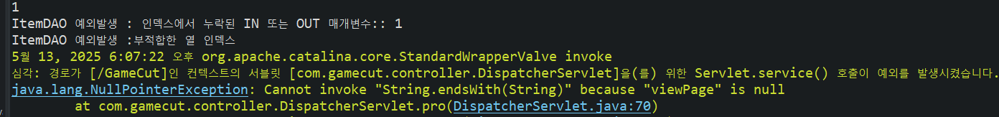 1
ItemDAO 예외발생 : 인덱스에서 누락된 IN 또는 OUT 매개변수:: 1
ItemDAO 예외발생 :부적합한 열 인덱스
5월 13, 2025 6:07:22 오후 org.apache.catalina.core.StandardWrapperValve invoke
심각: 경로가 [/GameCut]인 컨텍스트의 서블릿 [com.gamecut.controller.DispatcherServlet]을(를) 위한 Servlet.service() 호출이 예외를 발생시켰습니다.
java.lang.NullPointerException: Cannot invoke "String.endsWith(String)" because "viewPage" is null
at com.gamecut.controller.DispatcherServlet.pro(DispatcherServlet.java:70)